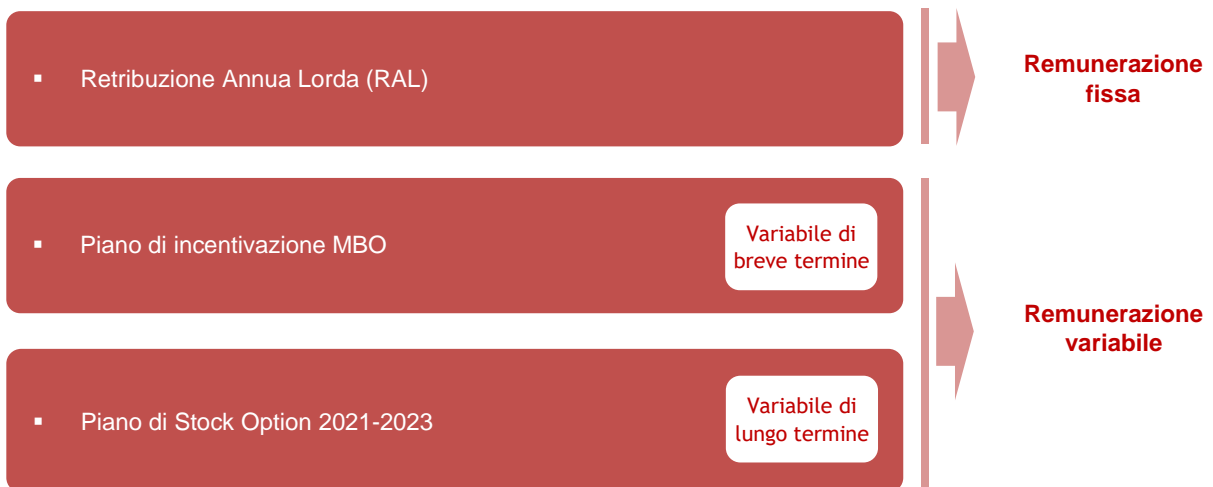 ▪ Retribuzione Annua Lorda (RAL)
Remunerazione
fissa
▪ Piano di incentivazione MBO
Variabile di
breve termine
▪ Piano di Stock Option 2021-2023
Variabile di
lungo termine
Remunerazione
variabile